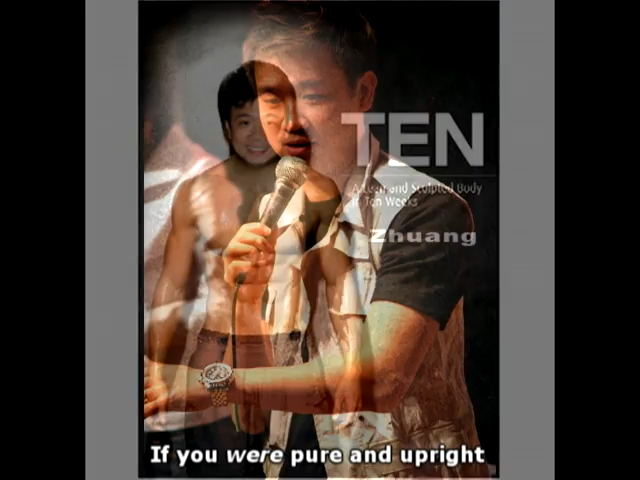 TEN
A Lean and Sculpted Body
in Ten Weeks
Zhuang
If you were pure and upright